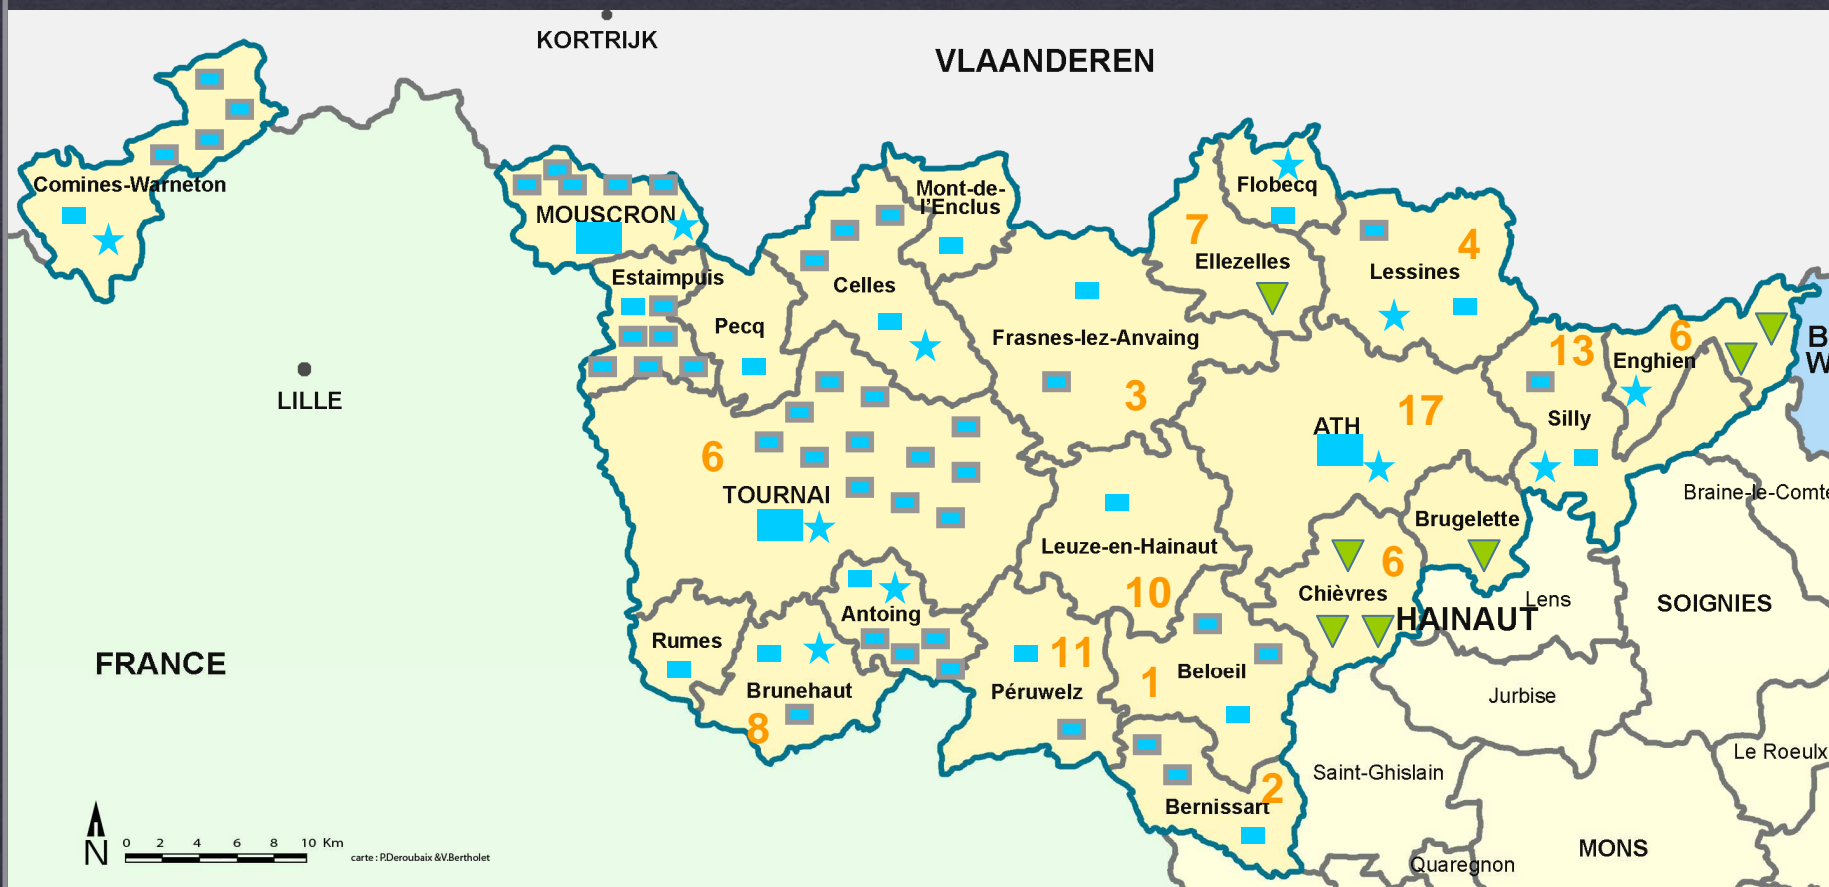 KORTRIJK
VLAANDEREN
Comines-Warneton
MOUSCRON
Mont-de-
l'Enclus
Flobecq
7
4
Estaimpuis
Celles
Ellezelles
Lessines
Pecq
Frasnes-lez-Anvaing
13
6
Enghien
B
W
LILLE
3
17
Silly
ATH
6
TOURNAI
Braine-le-Comte
Brugelette
Leuze-en-Hainaut
6
10
Chièvres
Lens
HAINAUT
SOIGNIES
Antoing
Rumes
FRANCE
11
1
Beloeil
Brunehaut
Péruwelz
Jurbise
8
Le Roeulx
Saint-Ghislain
2
Bernissart
N
0 2 4 6 8 10 Km
carte : P.Deroubaix &V.Bertholet
MONS
Quaregnon